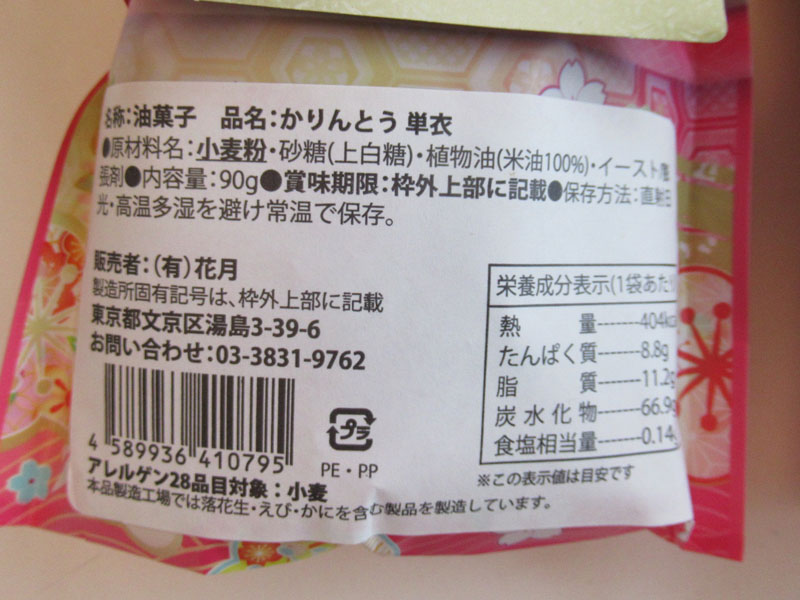 名称：油菓子　品名：かりんとう 単衣
●原材料名：小麦粉・砂糖(上白糖)・植物油(米油100%)・イースト/膨
張剤●内容量：90g●賞味期限：枠外上部に記載●保存方法：直射日
光・高温多湿を避け常温で保存。
販売者：(有)花月
製造所固有記号は、枠外上部に記載
東京都文京区湯島3-39-6
お問い合わせ：03-3831-9762
栄養成分表示(1袋あたり)
熱　量-------404kcal
たんぱく質------8.8g
脂　質------11.2g
炭水化物------66.9g
食塩相当量------0.14g
※この表示値は目安です
4 589936 410795
プラ
PE・PP
アレルゲン28品目対象：小麦
本品製造工場では落花生・えび・かにを含む製品を製造しています。